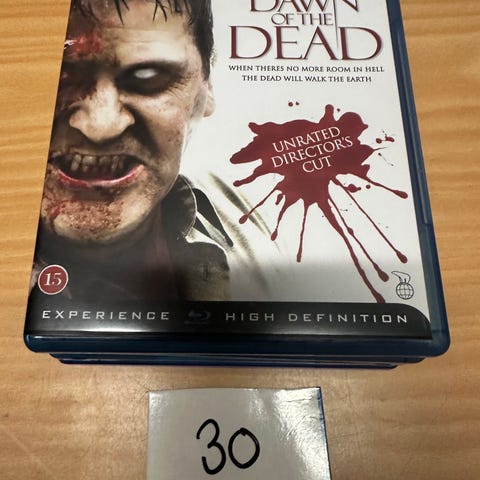 DAWN
OF THE
DEAD
WHEN THERES NO MORE ROOM IN HELL
THE DEAD WILL WALK THE EARTH
UNRATED
DIRECTOR'S
CUT
15
EXPERIENCE HIGH DEFINITION
30